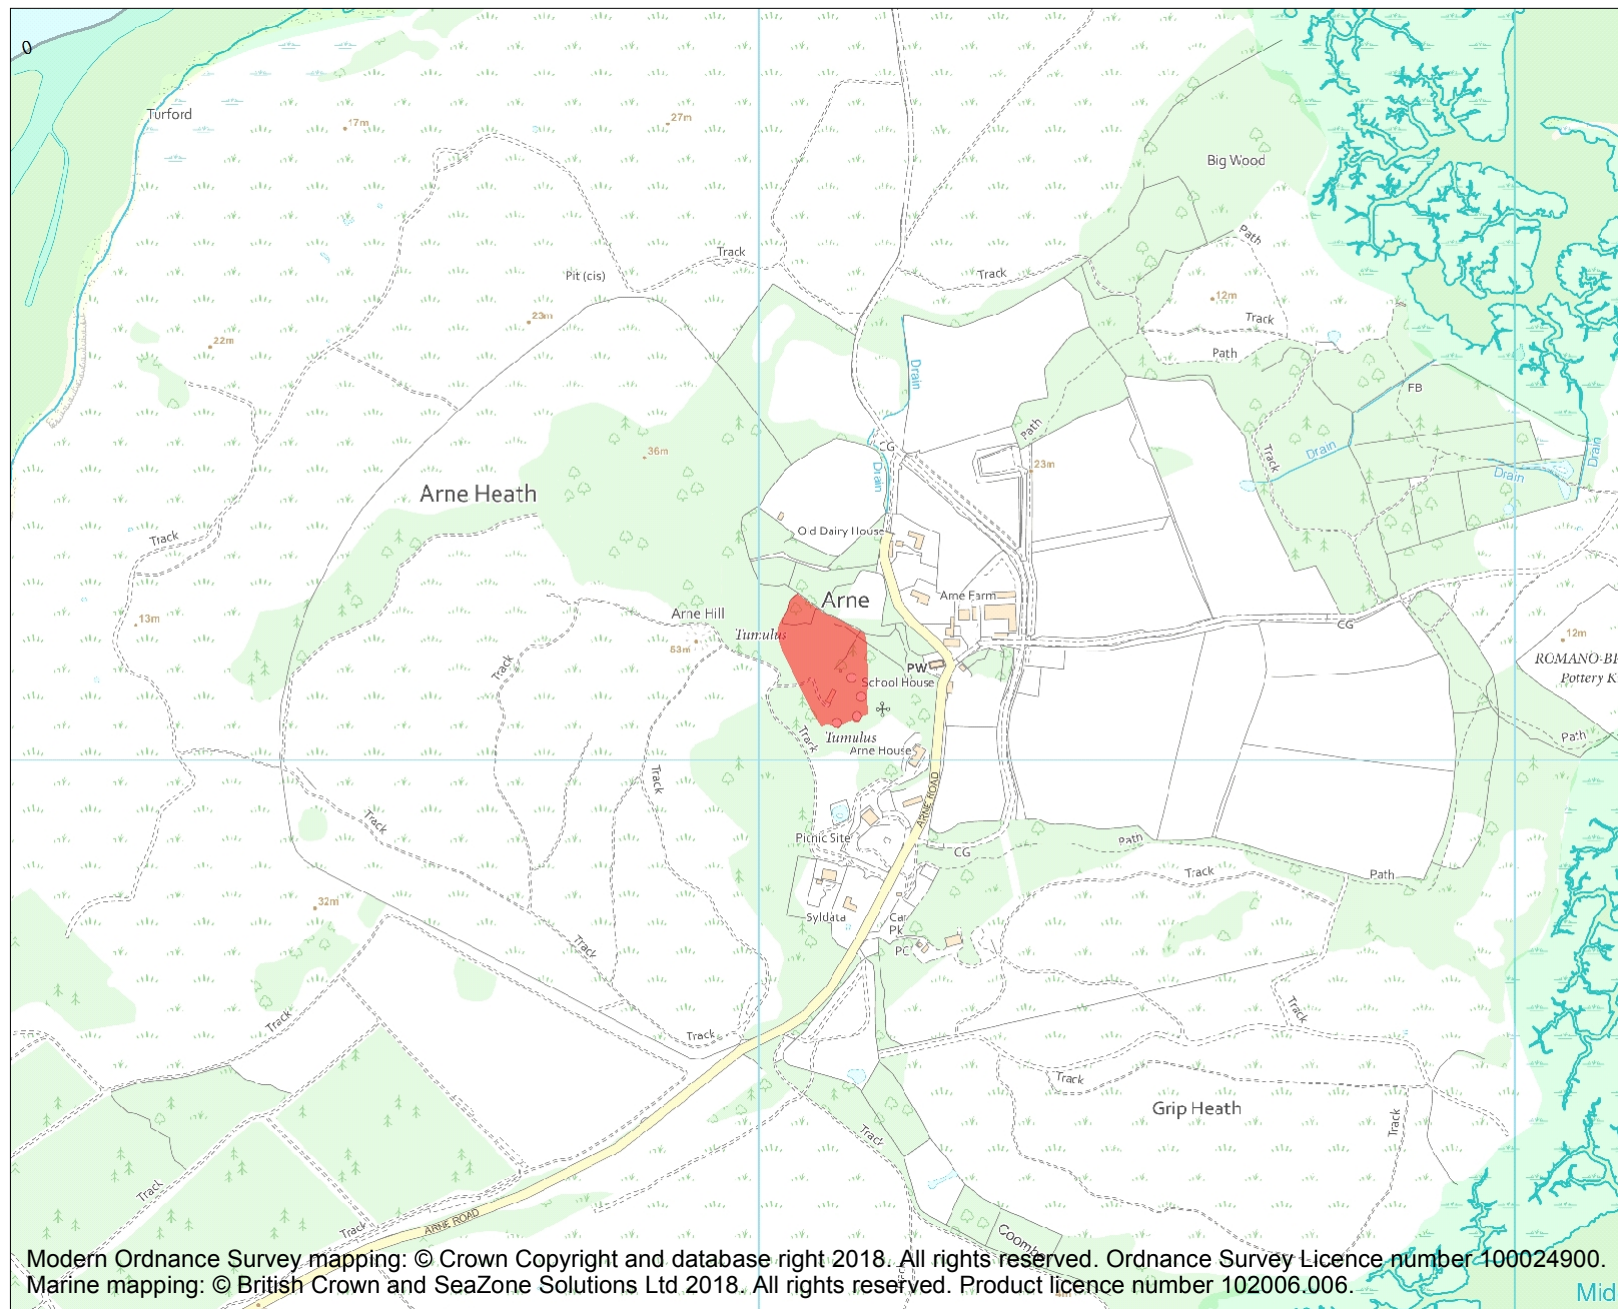 0
Turford
17m
27m
Big Wood
Path
Track
Track
Pit (cis)
12m
23m
Track
22m
Path
Drain
FB
Path
CG
36m
23m
Track
Drain
Drain
Arne Heath
Drain
Drain
Old Dairy House
Track
Arne Farm
Arne
Arne Hill
13m
CG
Tumulus
12m
53m
ROMANO-BR
PW
Track
School House
Pottery K
Tumulus
Track
Path
Arne House
Track
ARNE ROAD
Track
Picnic Site
Path
CG
Track
Path
32m
Syldata
Car
Pk
Track
PC
Track
Track
Track
Track
Grip Heath
Track
Track
Track
ARNE ROAD
Track
Coombe
Modern Ordnance Survey mapping: © Crown Copyright and database right 2018. All rights reserved. Ordnance Survey Licence number 100024900.
Marine mapping: © British Crown and SeaZone Solutions Ltd 2018. All rights reserved. Product licence number 102006.006.
Mid